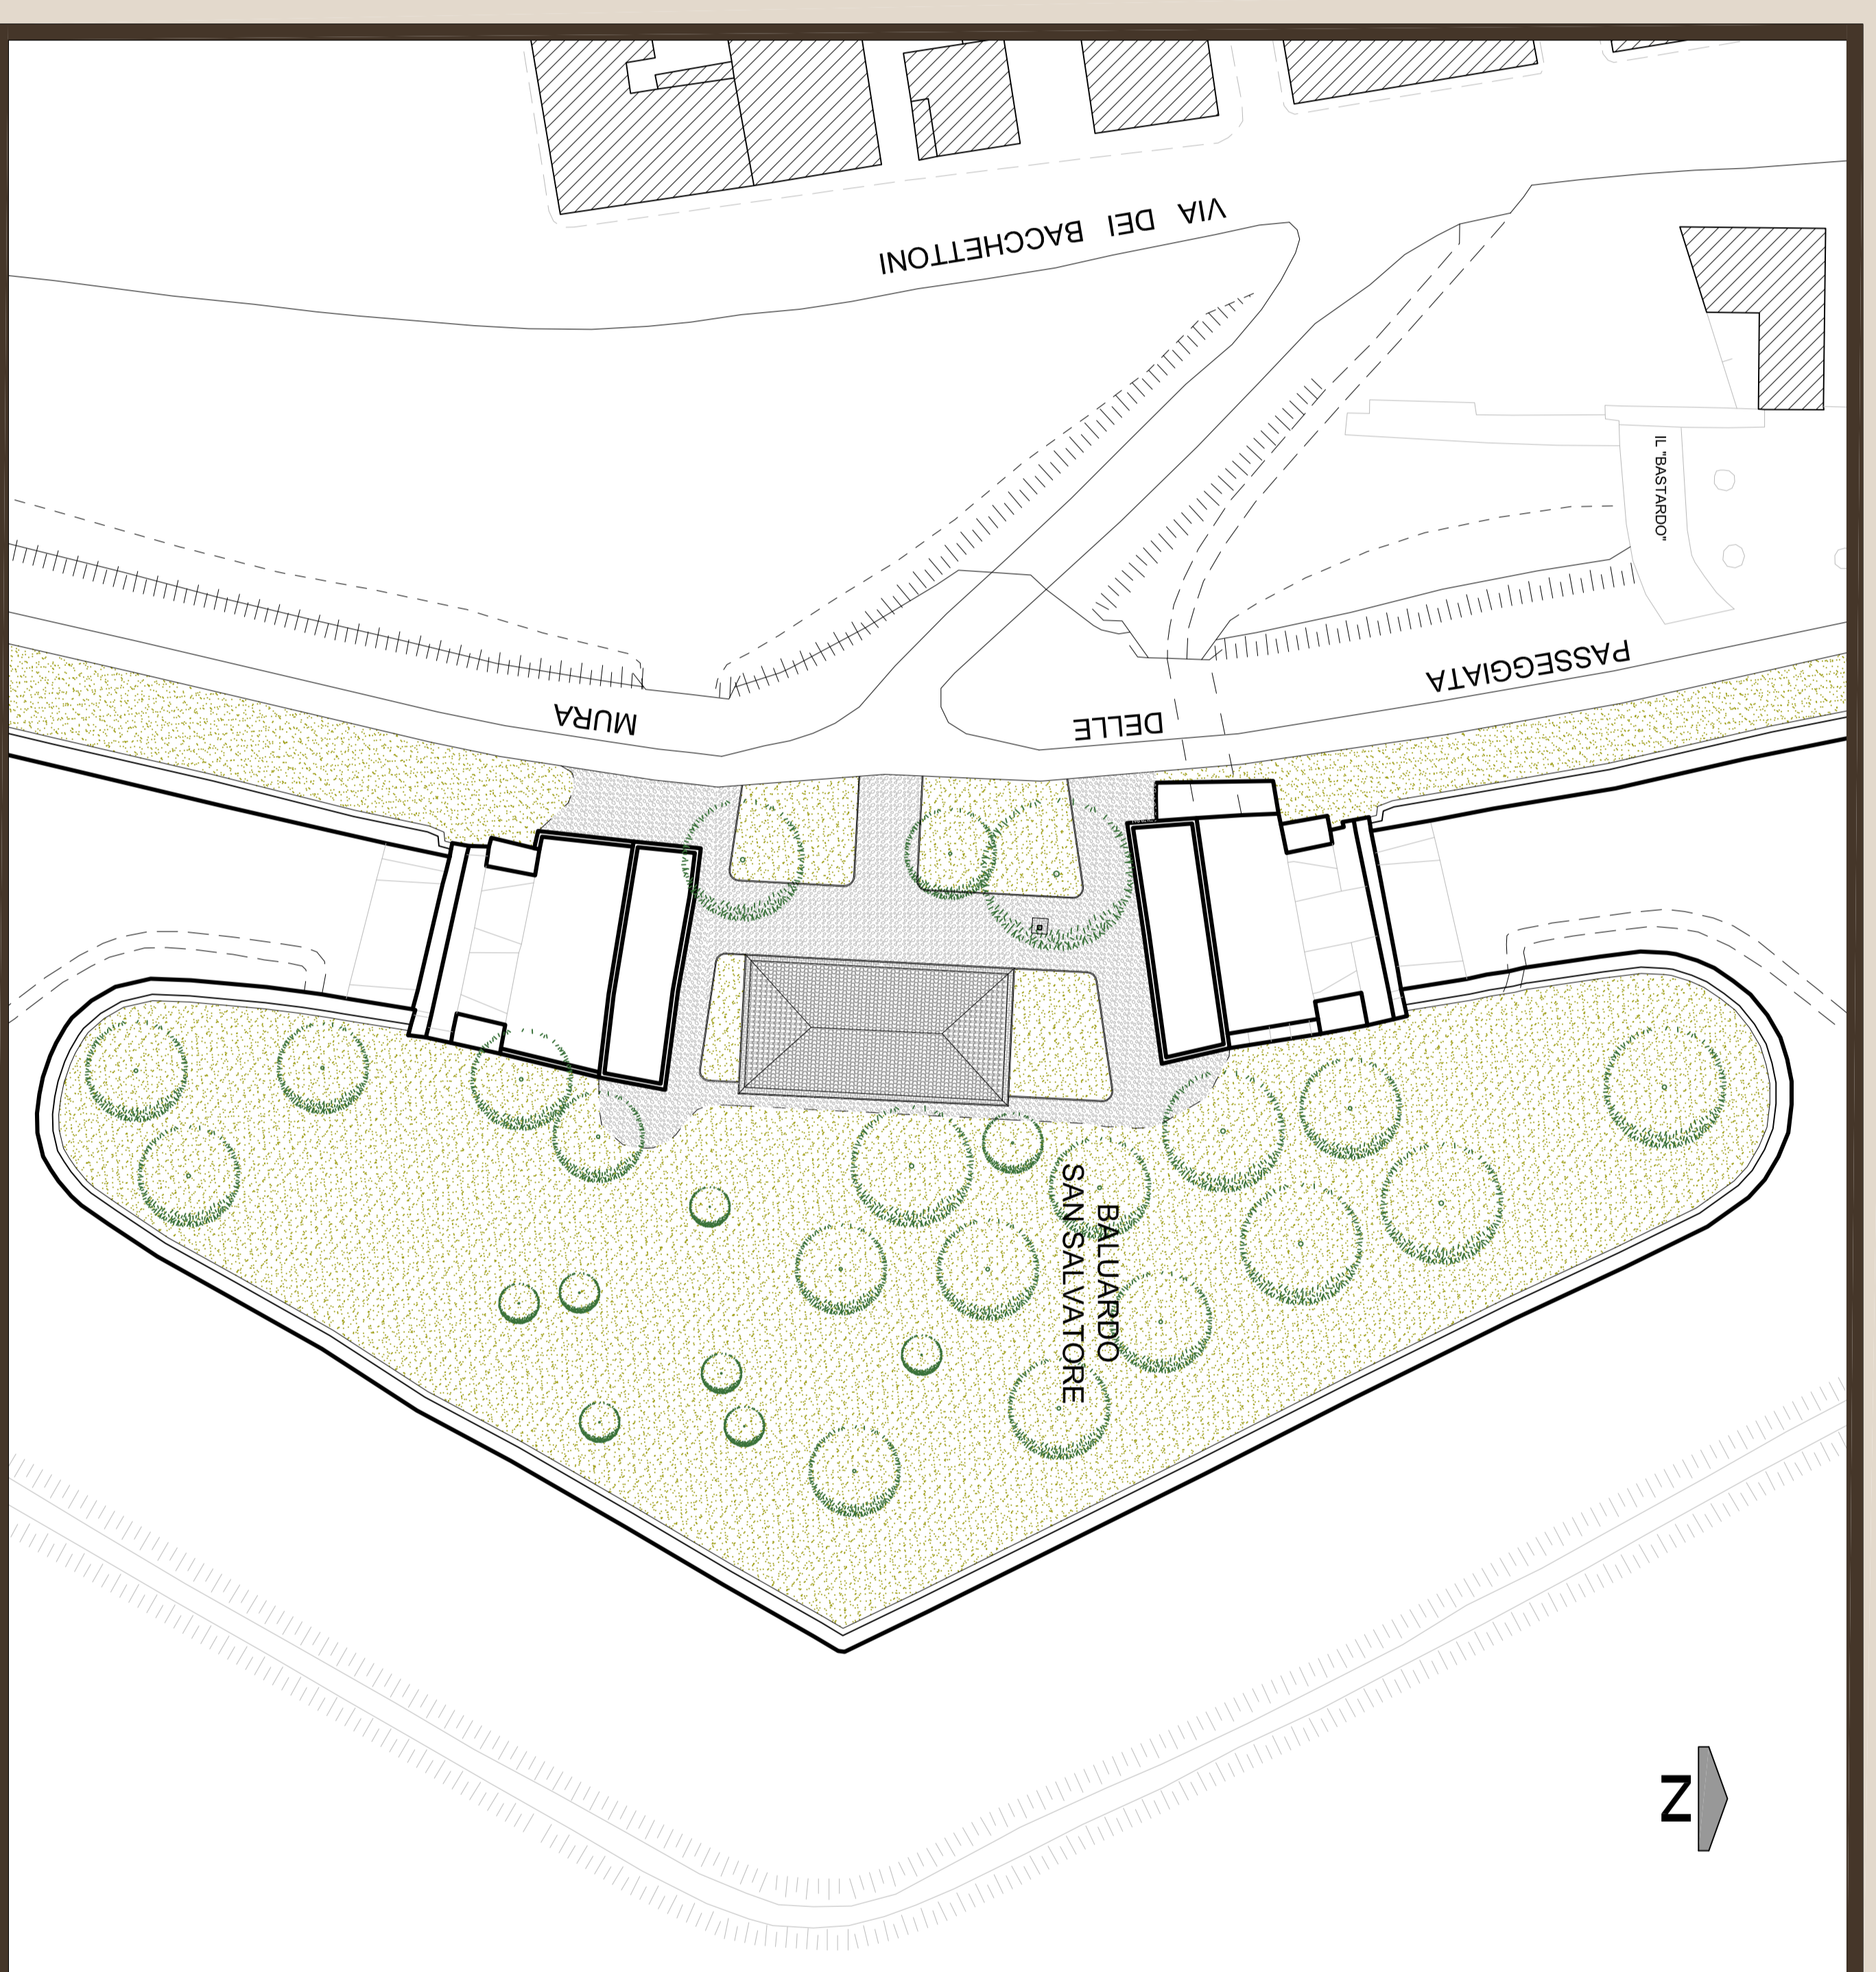 VIA DEI BACCHETTONI
IL "BASTARDO"
PASSEGGIATA
DELLE
MURA
BALUARDO
SAN SALVATORE
N